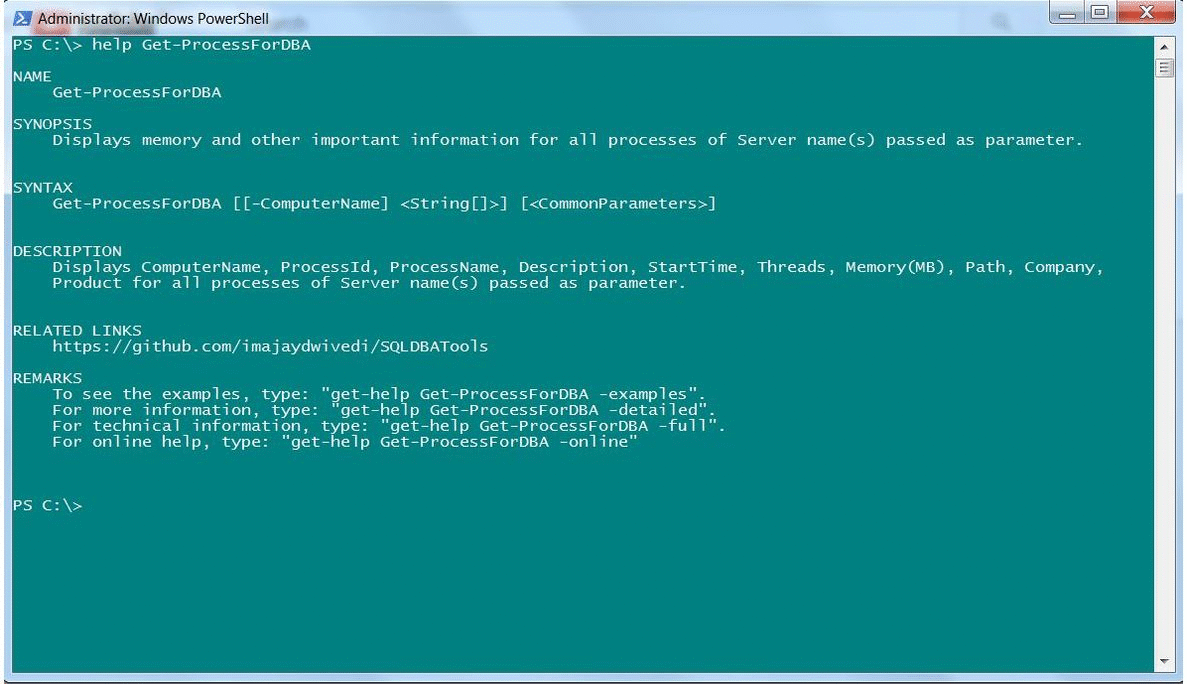 Administrator: Windows PowerShell
PS C:\> help Get-ProcessForDBA
NAME
Get-ProcessForDBA
SYNOPSIS
Displays memory and other important information for all processes of Server name(s) passed as parameter.
SYNTAX
Get-ProcessForDBA [[-ComputerName] <String[]>] [<CommonParameters>]
DESCRIPTION
Displays ComputerName, ProcessId, ProcessName, Description, StartTime, Threads, Memory(MB), Path, Company,
Product for all processes of Server name(s) passed as parameter.
RELATED LINKS
https://github.com/imajaydwivedi/SQLDBATools
REMARKS
To see the examples, type: "get-help Get-ProcessForDBA -examples".
For more information, type: "get-help Get-ProcessForDBA -detailed".
For technical information, type: "get-help Get-ProcessForDBA -full".
For online help, type: "get-help Get-ProcessForDBA -online"
PS C:\>